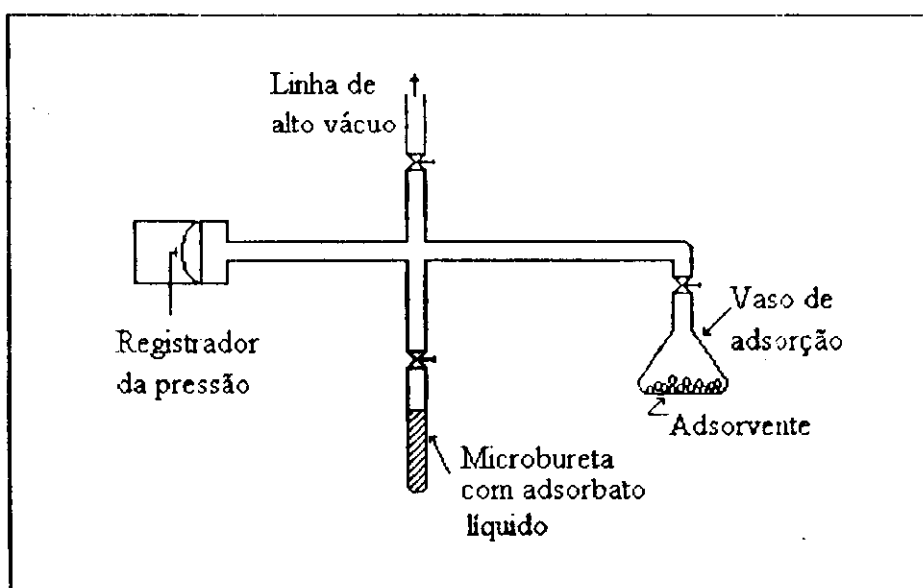 Linha de
alto vácuo
Registrador
da pressão
Vaso de
adsorção
Adsorvente
Microbureta
com adsorbato
líquido